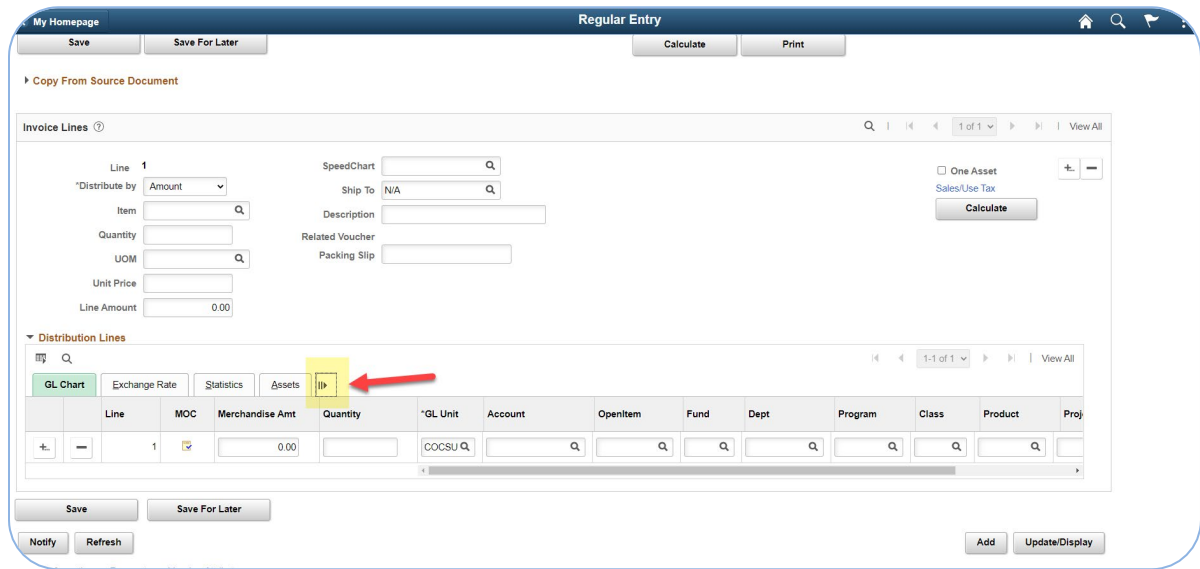 My Homepage
Regular Entry
Save
Save For Later
Calculate
Print
Copy From Source Document
Invoice Lines
1 of 1
View All
Line 1
SpeedChart
One Asset
*Distribute by Amount
Ship To N/A
Sales/Use Tax
Item
Description
Calculate
Quantity
Related Voucher
UOM
Packing Slip
Unit Price
Line Amount 0.00
Distribution Lines
1-1 of 1
View All
GL Chart
Exchange Rate
Statistics
Assets
Line MOC Merchandise Amt Quantity *GL Unit Account OpenItem Fund Dept Program Class Product Proj
1 0.00 COCSU
Save
Save For Later
Notify
Refresh
Add
Update/Display